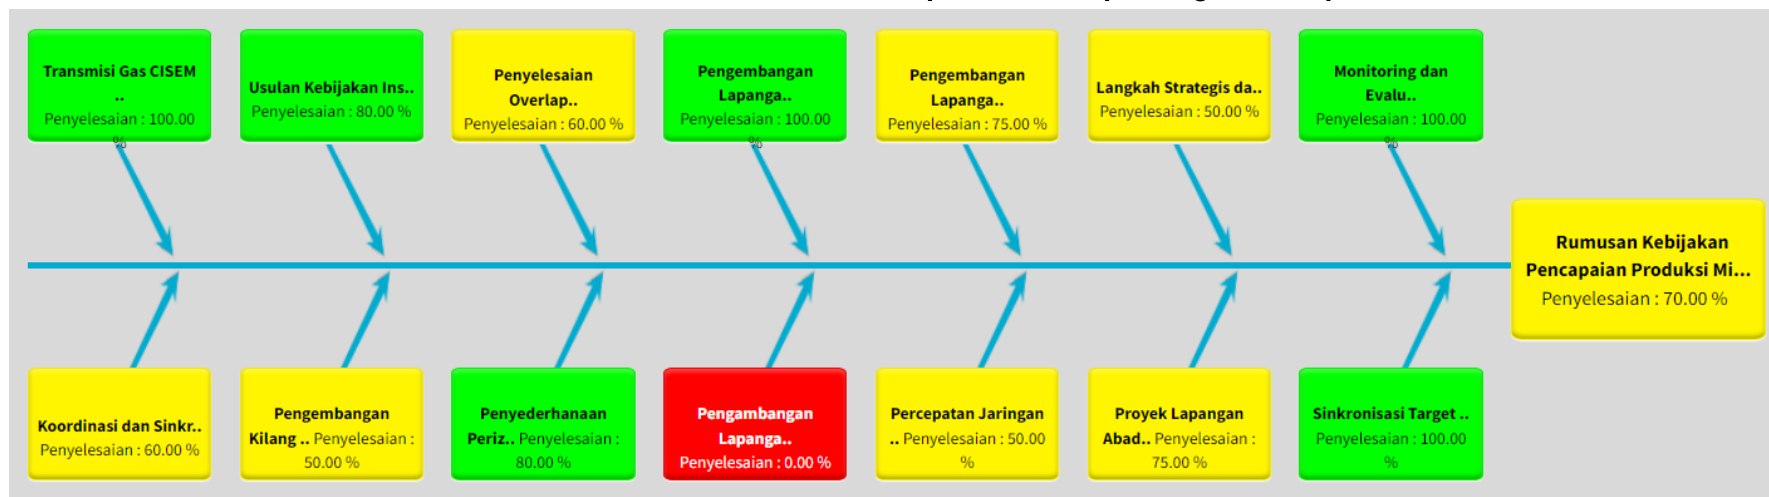 Transmisi Gas CISEM
..
Penyelesaian : 100.00
%
Usulan Kebijakan Ins..
Penyelesaian : 80.00 %
Penyelesaian
Overlap..
Penyelesaian : 60.00 %
Pengembangan
Lapanga..
Penyelesaian : 100.00
%
Pengembangan
Lapanga..
Penyelesaian : 75.00 %
Langkah Strategis da..
Penyelesaian : 50.00 %
Monitoring dan
Evalu..
Penyelesaian : 100.00
%
Rumusan Kebijakan
Pencapaian Produksi Mi...
Penyelesaian : 70.00 %
Koordinasi dan Sinkr..
Penyelesaian : 60.00 %
Pengembangan
Kilang .. Penyelesaian :
50.00 %
Penyederhanaan
Periz.. Penyelesaian :
80.00 %
Pengambangan
Lapanga..
Penyelesaian : 0.00 %
Percepatan Jaringan
.. Penyelesaian : 50.00
%
Proyek Lapangan
Abad.. Penyelesaian :
75.00 %
Sinkronisasi Target ..
Penyelesaian : 100.00
%